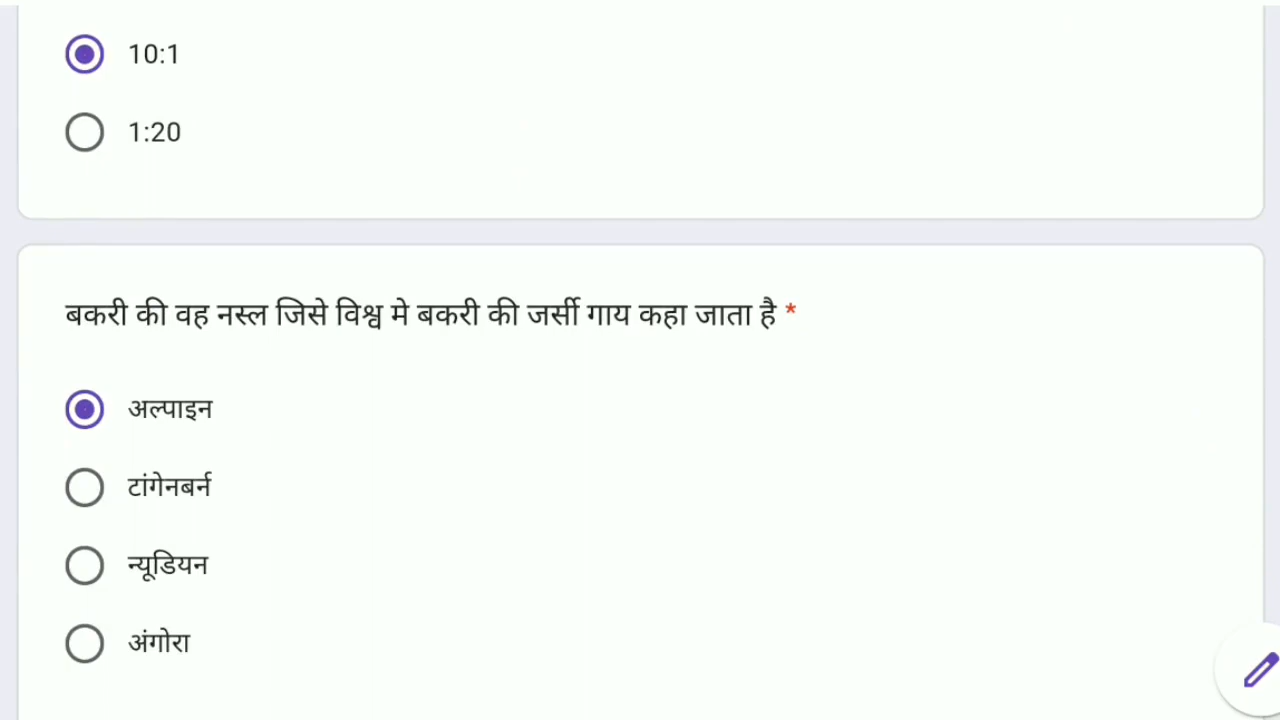 10:1
1:20
बकरी की वह नस्ल जिसे विश्व मे बकरी की जर्सी गाय कहा जाता है *
अल्पाइन
टांगेनबर्न
न्यूडियन
अंगोरा